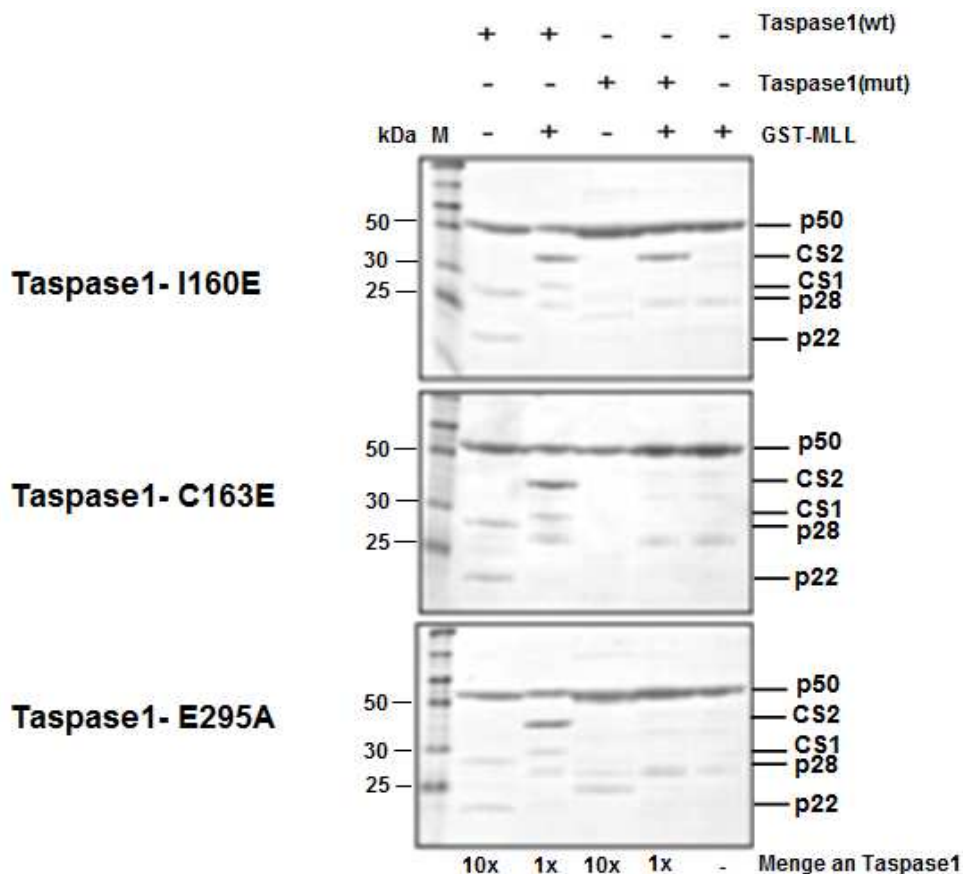 + + - - - Taspase1(wt)
- - + + - Taspase1(mut)
kDa M - + - + + GST-MLL
50 p50
30 CS2
25 CS1
p28
p22
Taspase1- I160E
50 p50
CS2
30 CS1
p28
25
p22
Taspase1- C163E
50 p50
CS2
30 CS1
p28
25
p22
Taspase1- E295A
10x 1x 10x 1x - Menge an Taspase1